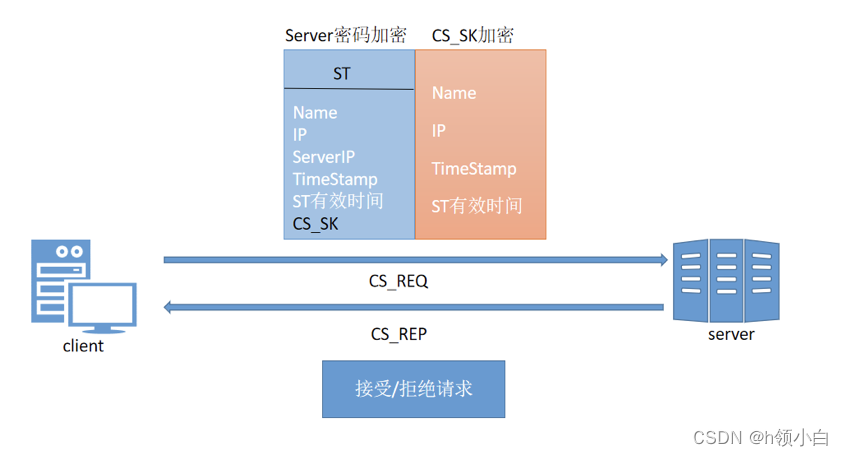 Server密码加密
CS_SK加密
ST
Name
IP
ServerIP
TimeStamp
ST有效时间
CS_SK
Name
IP
TimeStamp
ST有效时间
CS_REQ
CS_REP
client
server
接受/拒绝请求
CSDN @h领小白